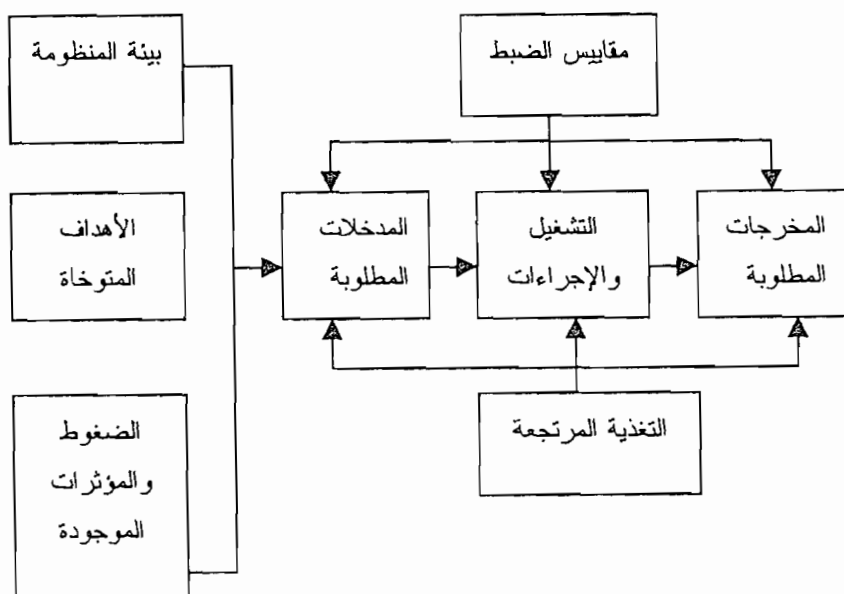 بيئة المنظومة
مقاييس الضبط
الأهداف
المتوخاة
المدخلات
المطلوبة
التشغيل
والإجراءات
المخرجات
المطلوبة
الضغوط
والمؤثرات
الموجودة
التغذية المرتجعة